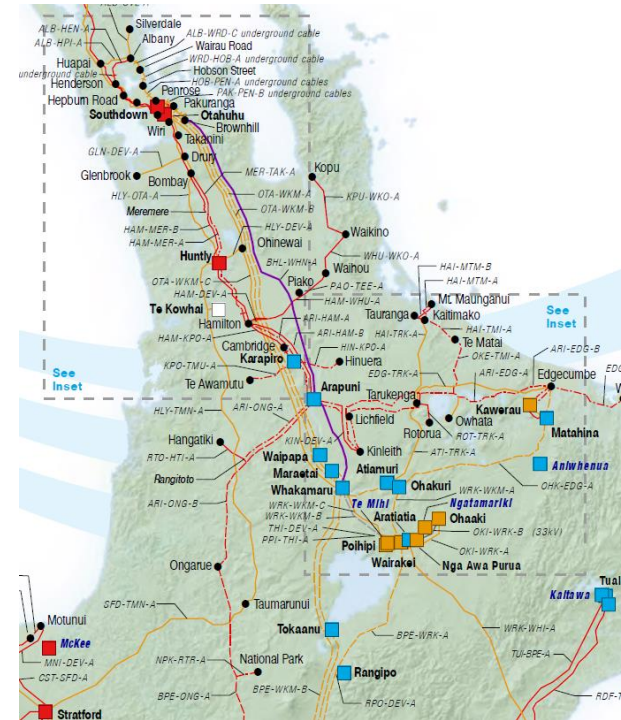 Silverdale
Albany
ALB-HEN-A
ALB-HPI-A
ALB-WRD-C underground cable
Wairau Road
WRD-HOB-A
Huapai
underground cable
Hobson Street
Henderson
HOB-PEN-A underground cables
Penrose
PAK-PEN-B underground cables
Hepburn Road
Pakuranga
Southdown
Otahuhu
Wiri
Brownhill
Takanini
GLN-DEV-A
Drury
Glenbrook
Bombay
MER-TAK-A
Kopu
HLY-OTA-A
OTA-WKM-A
KPU-WKO-A
Meremere
OTA-WKM-B
HAM-MER-B
HLY-DEV-A
HAM-MER-A
Ohinewai
Waikino
Huntly
BHL-WHN-A
WHU-WKO-A
OTA-WKM-C
Waihou
HAI-MTM-B
HAI-MTM-A
HAM-DEV-A
Piako
PAO-TEE-A
Mt. Maunganui
Te Kowhai
HAM-WHU-A
Tauranga
Kaitimako
See
Inset
Hamilton
ARI-HAM-A
HAI-TRK-A
HAI-TMI-A
HAM-KPO-A
ARI-HAM-B
Te Matai
Cambridge
HIN-KPO-A
OKE-TMI-A
ARI-EDG-B
See
Inset
Karapiro
KPO-TMU-A
Hinuera
EDG-TRK-A
ARI-EDG-A
Te Awamutu
Arapuni
Tarukenga
Edgecumbe
EDG
HLY-TMN-A
ARI-ONG-A
Kawerau
Lichfield
Owhata
Matahina
Hangatiki
KIN-DEV-A
Rotorua
ROT-TRK-A
RTO-HTI-A
Waipapa
Kinleith
ATI-TRK-A
Rangitoto
Maraetai
Atiamuri
Aniwhenua
Whakamaru
Ohakuri
OHK-EDG-A
ARI-ONG-B
WRK-WKM-A
WRK-WKM-C
Te Mihi
Ngatamariki
WRK-WKM-B
Aratiatia
Ohaaki
THI-DEV-A
OKI-WRK-B (33kV)
PPI-THI-A
Poihipi
OKI-WRK-A
Wairakei
Nga Awa Purua
Ongarue
Kaitawa
Tuai
SFD-TMN-A
Taumarunui
Motunui
Tokaanu
BPE-WRK-A
WRK-WHI-A
McKee
TUI-BPE-A
MNI-DEV-A
NPK-RTR-A
National Park
CST-SFD-A
Rangipo
BPE-ONG-A
BPE-WKM-B
RPO-DEV-A
Stratford